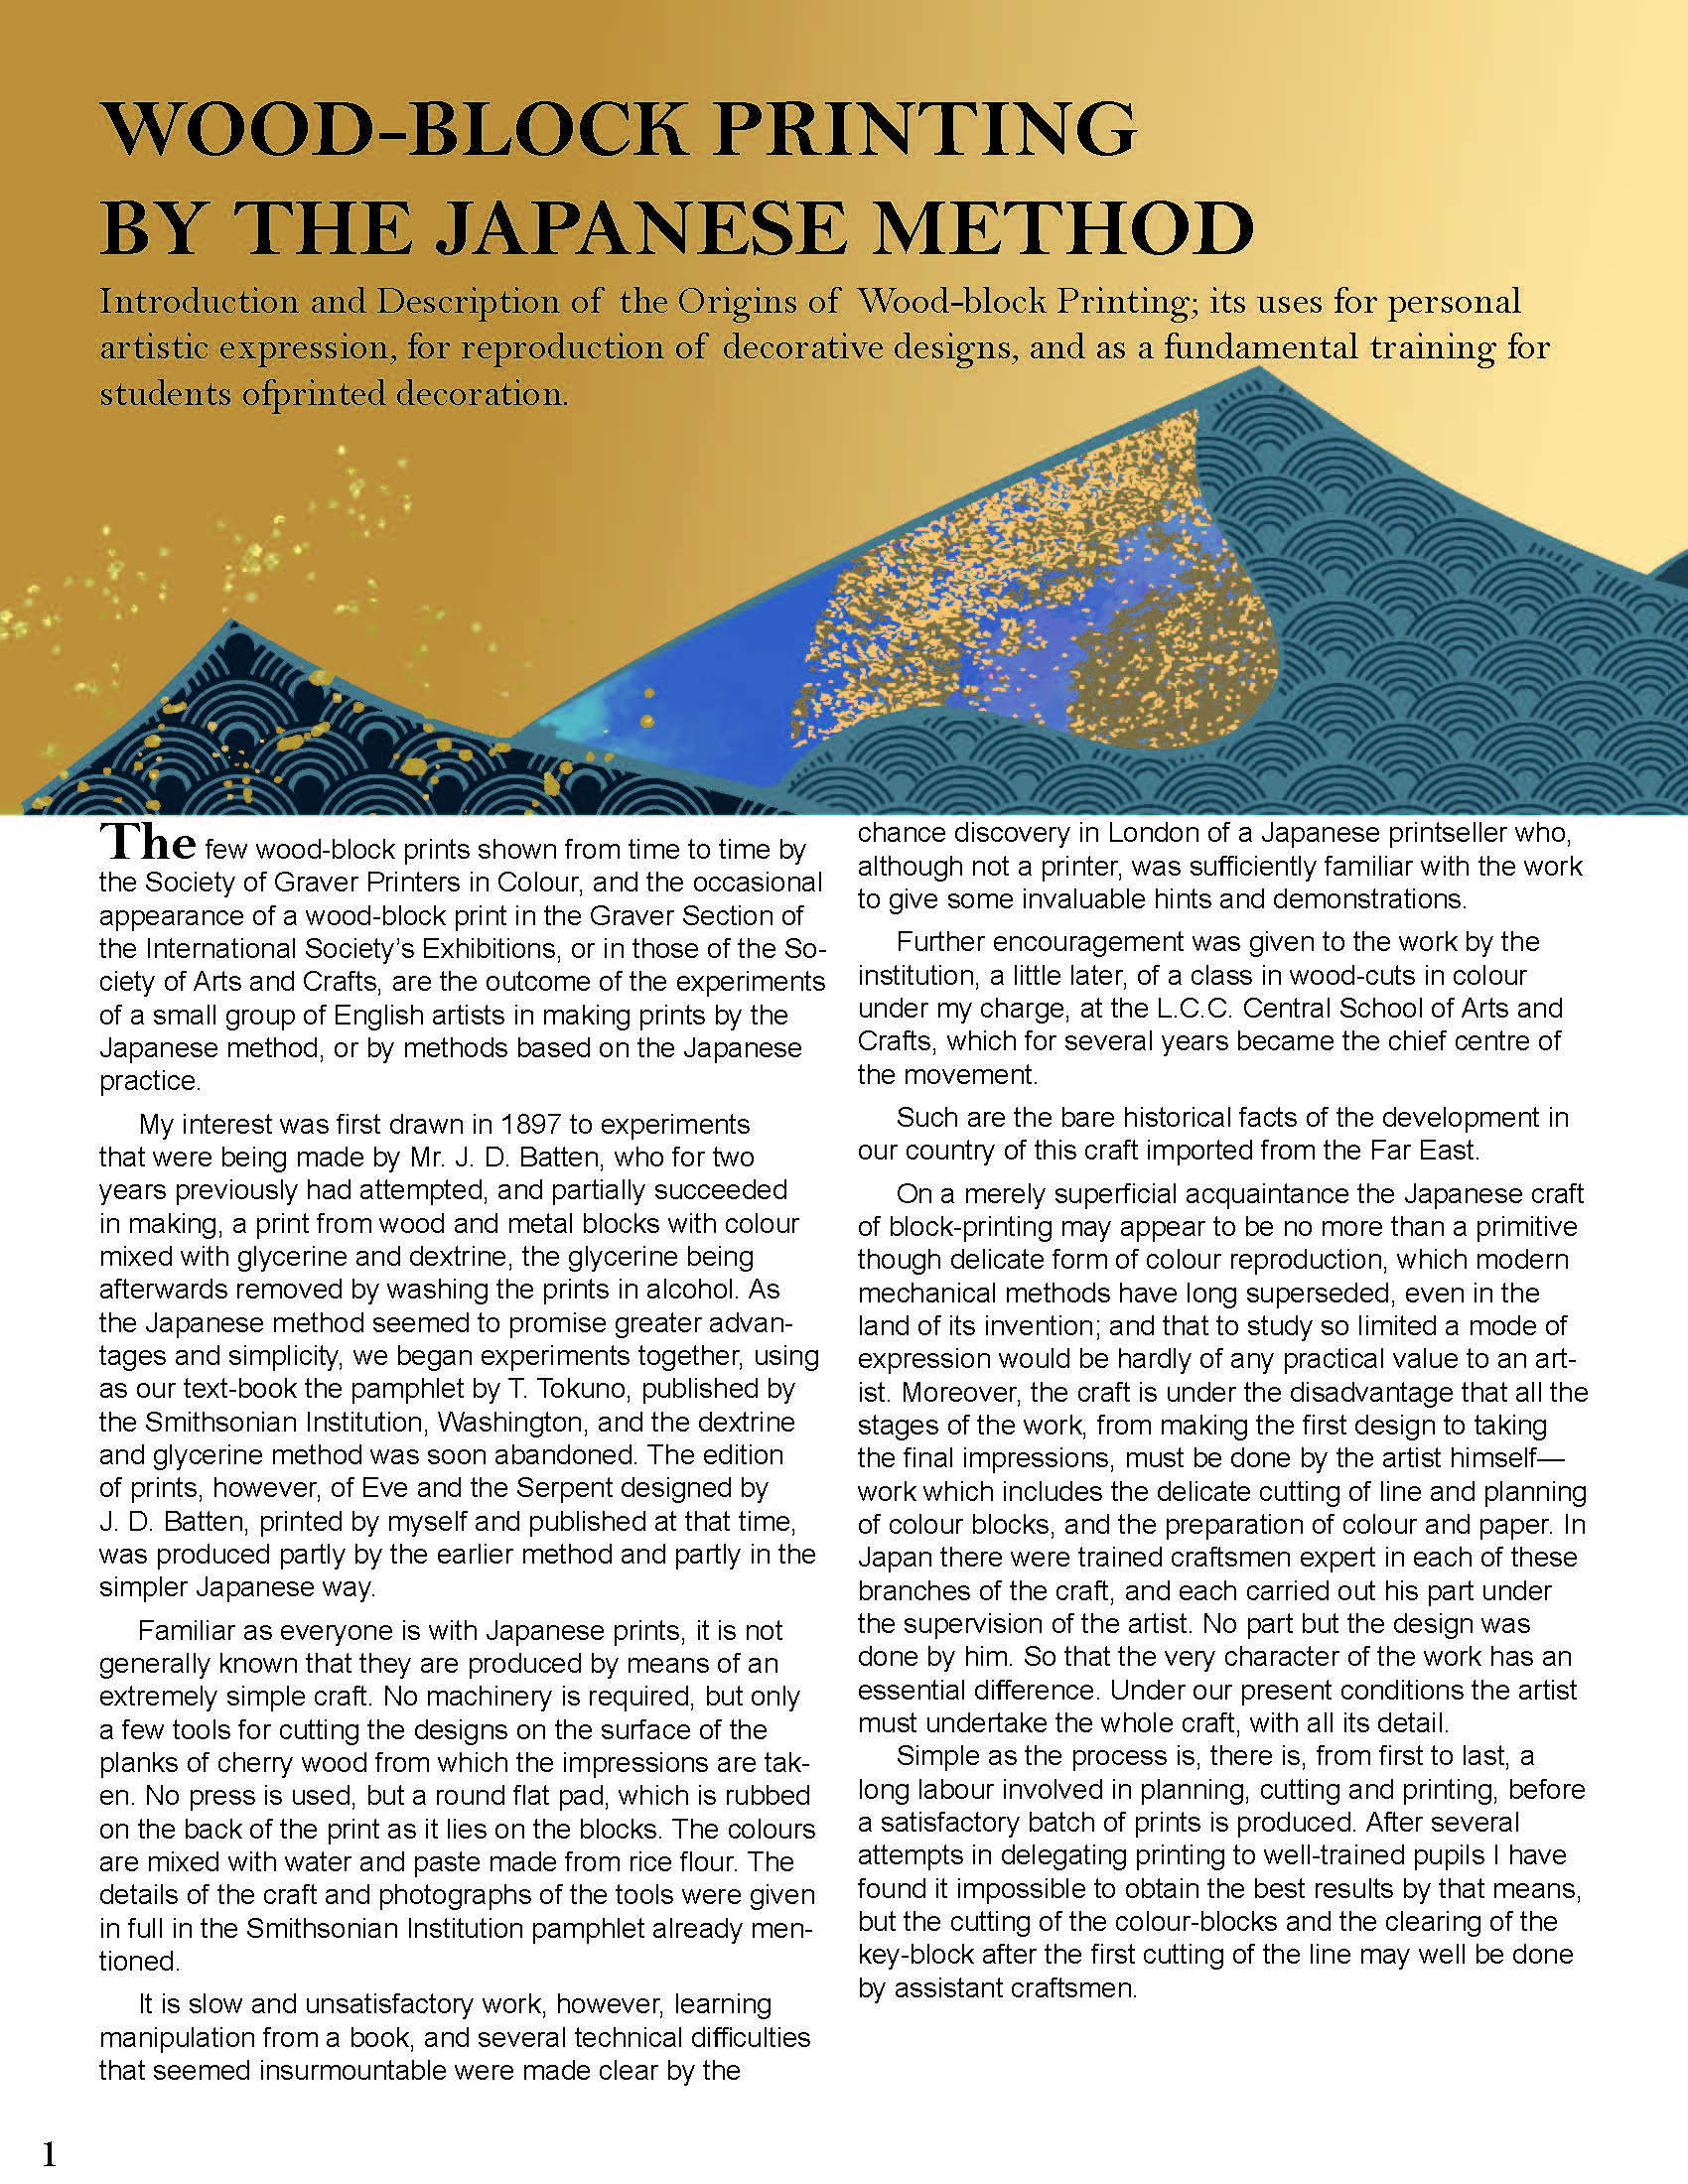 WOOD-BLOCK PRINTING
BY THE JAPANESE METHOD
Introduction and Description of the Origins of Wood-block Printing; its uses for personal
artistic expression, for reproduction of decorative designs, and as a fundamental training for
students ofprinted decoration.
The few wood-block prints shown from time to time by
the Society of Graver Printers in Colour, and the occasional
appearance of a wood-block print in the Graver Section of
the International Society’s Exhibitions, or in those of the So-
ciety of Arts and Crafts, are the outcome of the experiments
of a small group of English artists in making prints by the
Japanese method, or by methods based on the Japanese
practice.
My interest was first drawn in 1897 to experiments
that were being made by Mr. J. D. Batten, who for two
years previously had attempted, and partially succeeded
in making, a print from wood and metal blocks with colour
mixed with glycerine and dextrine, the glycerine being
afterwards removed by washing the prints in alcohol. As
the Japanese method seemed to promise greater advan-
tages and simplicity, we began experiments together, using
as our text-book the pamphlet by T. Tokuno, published by
the Smithsonian Institution, Washington, and the dextrine
and glycerine method was soon abandoned. The edition
of prints, however, of Eve and the Serpent designed by
J. D. Batten, printed by myself and published at that time,
was produced partly by the earlier method and partly in the
simpler Japanese way.
Familiar as everyone is with Japanese prints, it is not
generally known that they are produced by means of an
extremely simple craft. No machinery is required, but only
a few tools for cutting the designs on the surface of the
planks of cherry wood from which the impressions are tak-
en. No press is used, but a round flat pad, which is rubbed
on the back of the print as it lies on the blocks. The colours
are mixed with water and paste made from rice flour. The
details of the craft and photographs of the tools were given
in full in the Smithsonian Institution pamphlet already men-
tioned.
It is slow and unsatisfactory work, however, learning
manipulation from a book, and several technical difficulties
that seemed insurmountable were made clear by the
chance discovery in London of a Japanese printseller who,
although not a printer, was sufficiently familiar with the work
to give some invaluable hints and demonstrations.
Further encouragement was given to the work by the
institution, a little later, of a class in wood-cuts in colour
under my charge, at the L.C.C. Central School of Arts and
Crafts, which for several years became the chief centre of
the movement.
Such are the bare historical facts of the development in
our country of this craft imported from the Far East.
On a merely superficial acquaintance the Japanese craft
of block-printing may appear to be no more than a primitive
though delicate form of colour reproduction, which modern
mechanical methods have long superseded, even in the
land of its invention; and that to study so limited a mode of
expression would be hardly of any practical value to an art-
ist. Moreover, the craft is under the disadvantage that all the
stages of the work, from making the first design to taking
the final impressions, must be done by the artist himself—
work which includes the delicate cutting of line and planning
of colour blocks, and the preparation of colour and paper. In
Japan there were trained craftsmen expert in each of these
branches of the craft, and each carried out his part under
the supervision of the artist. No part but the design was
done by him. So that the very character of the work has an
essential difference. Under our present conditions the artist
must undertake the whole craft, with all its detail.
Simple as the process is, there is, from first to last, a
long labour involved in planning, cutting and printing, before
a satisfactory batch of prints is produced. After several
attempts in delegating printing to well-trained pupils I have
found it impossible to obtain the best results by that means,
but the cutting of the colour-blocks and the clearing of the
key-block after the first cutting of the line may well be done
by assistant craftsmen.
1